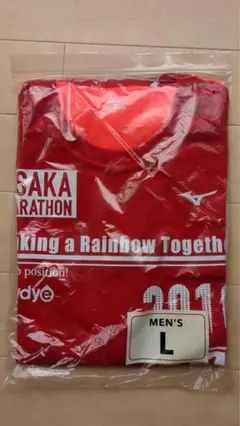 SAKA
ARATHON
king a Rainbow Togeth
o position!
dye
201
MEN'S
L